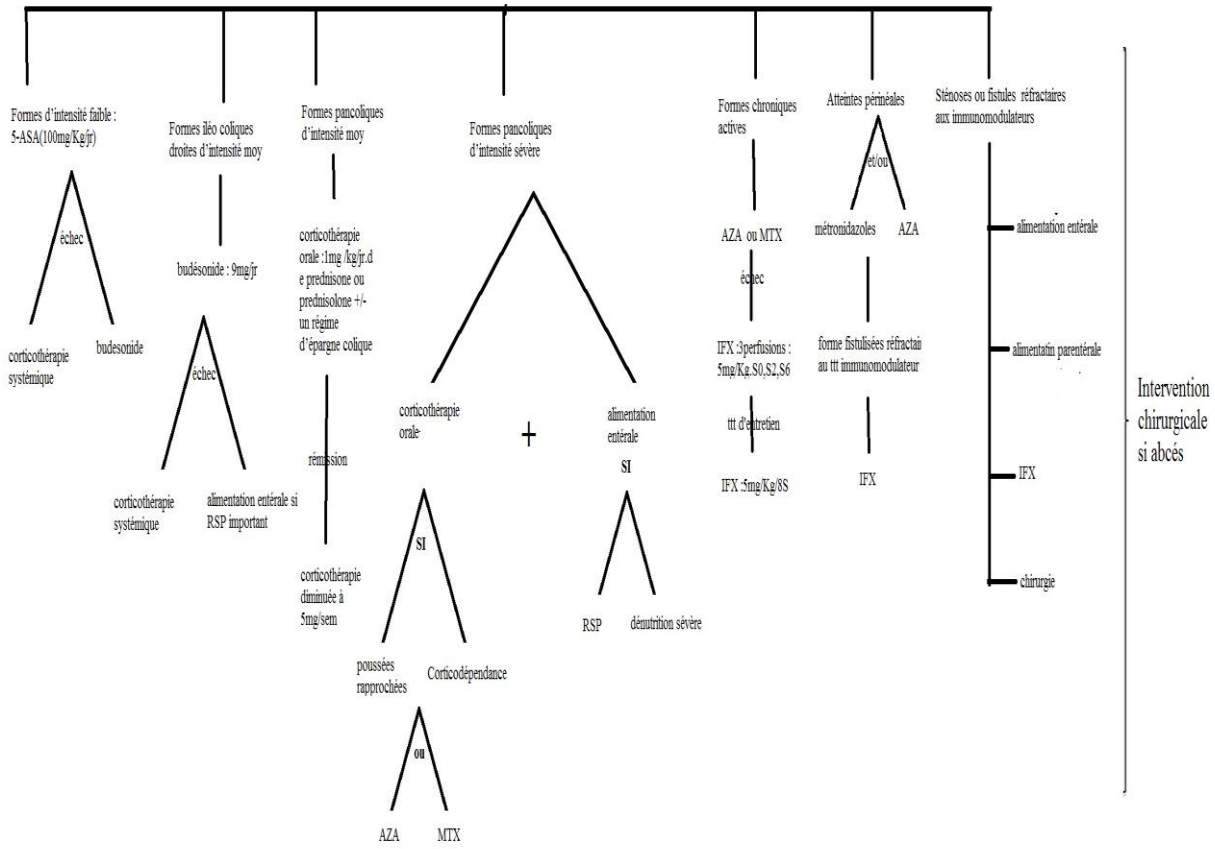 Formes d'intensité faible :
5-ASA(100mg/Kg/jr)
échec
corticothérapie
systémique
budesonide
Formes iléo coliques
droites d'intensité moy
budésonide : 9mg/jr
échec
corticothérapie
systémique
alimentation entérale si
RSP important
Formes pancoliques
d'intensité moy
corticothérapie
orale :1mg /kg/jr.d
e prednisone ou
prednisolone +/-
un régime
d'épargne colique
rémission
corticothérapie
diminuée à
5mg/sem
Formes pancoliques
d'intensité sévère
corticothérapie
orale
+
alimentation
entérale
SI
poussées
rapprochées
Corticodépendance
ou
AZA
MTX
SI
RSP
dénutrition sévère
Formes chroniques
actives
AZA ou MTX
échec
IFX :3perfusions :
5mg/Kg.S0,S2,S6
ttt d'entretien
IFX :5mg/Kg/8S
Atteintes périnéales
et/ou
métronidazoles
AZA
forme fistulisées réfractair
au ttt immunomodulateur
IFX
Sténoses ou fistules réfractaires
aux immunomodulateurs
alimentation entérale
alimentatin parentérale
IFX
chirurgie
Intervention
chirurgicale
si abcés